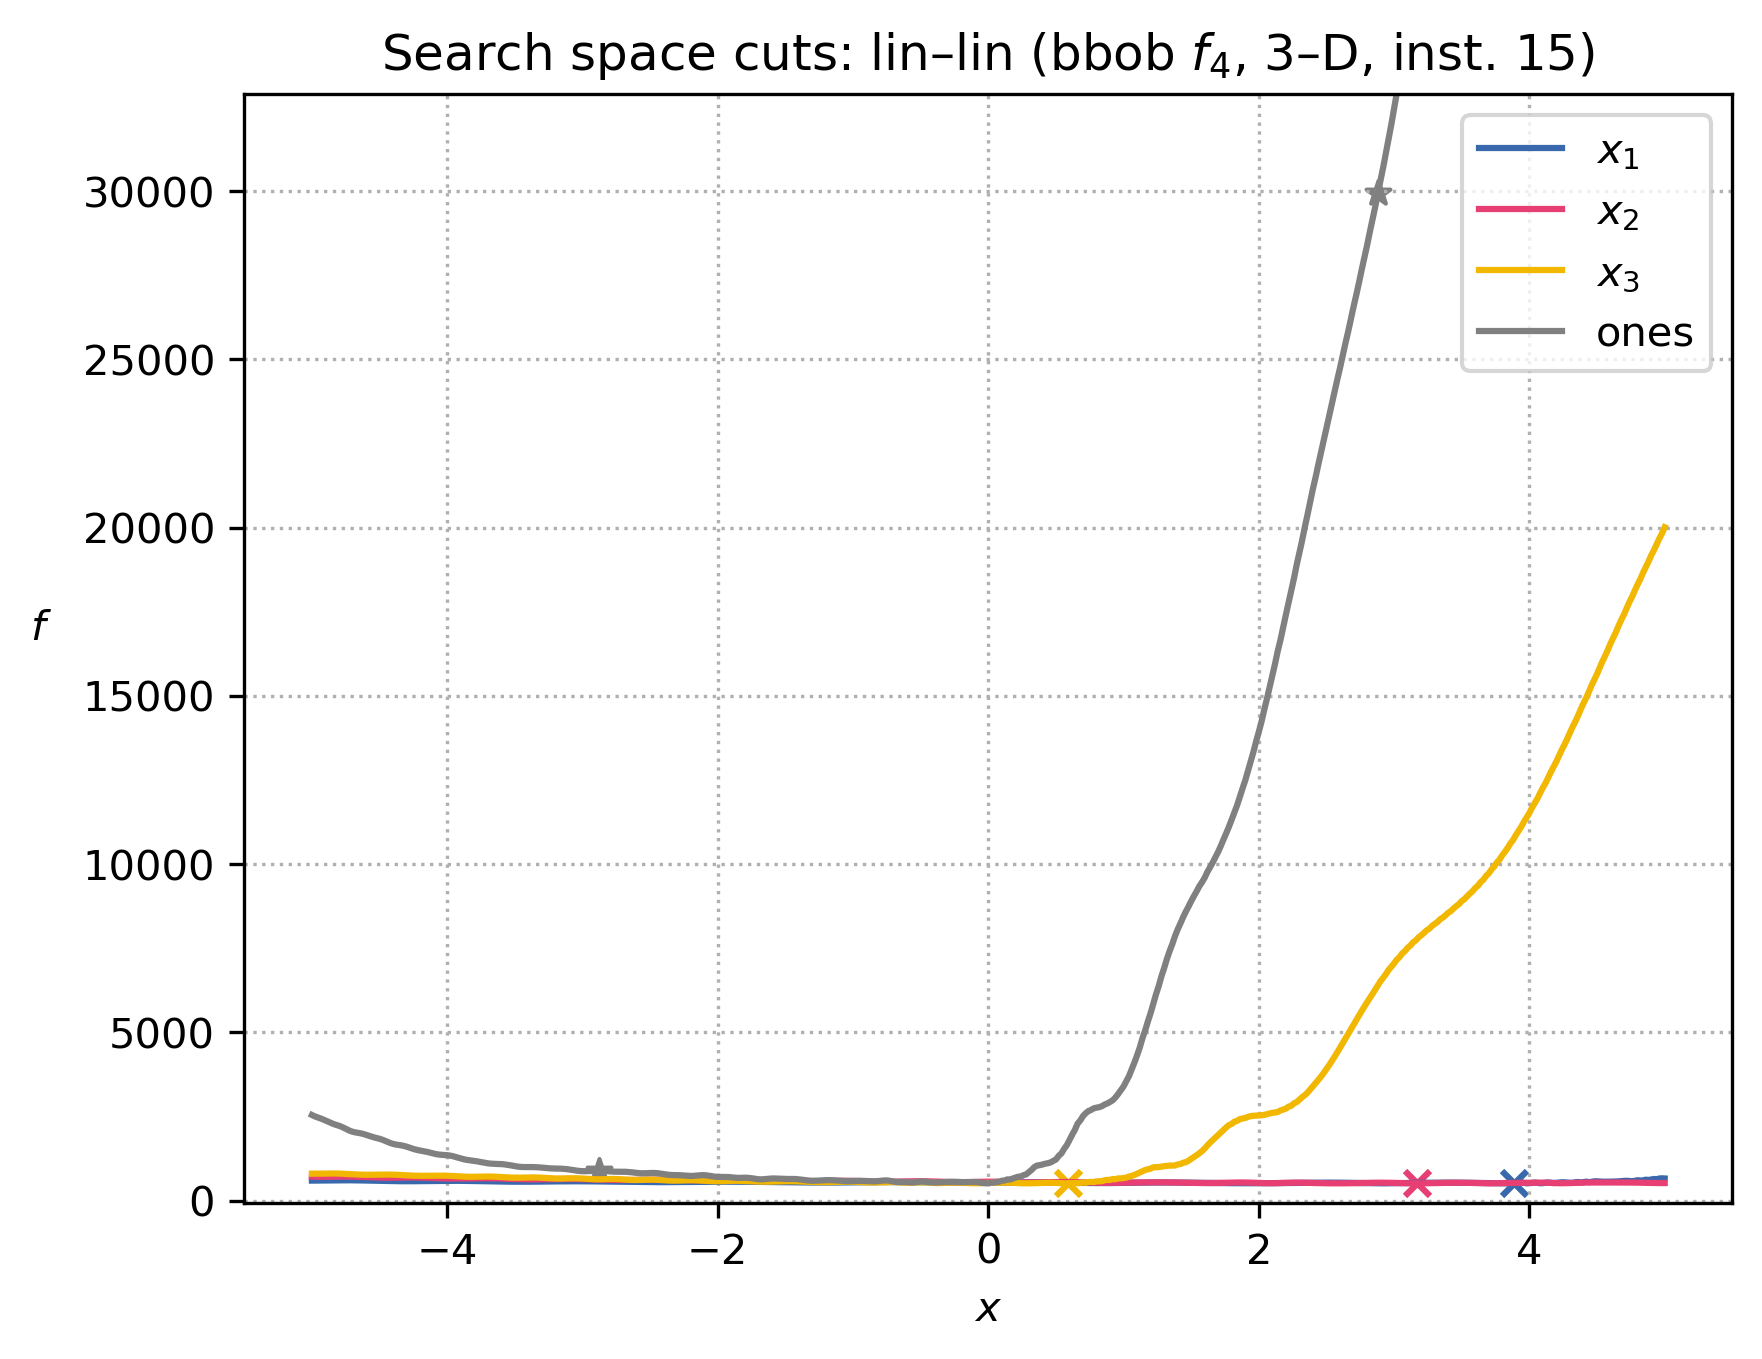 Search space cuts: lin–lin (bbob f₄, 3–D, inst. 15)
x₁
x₂
x₃
ones
30000
25000
20000
15000
10000
5000
0
f
−4 −2 0 2 4
x